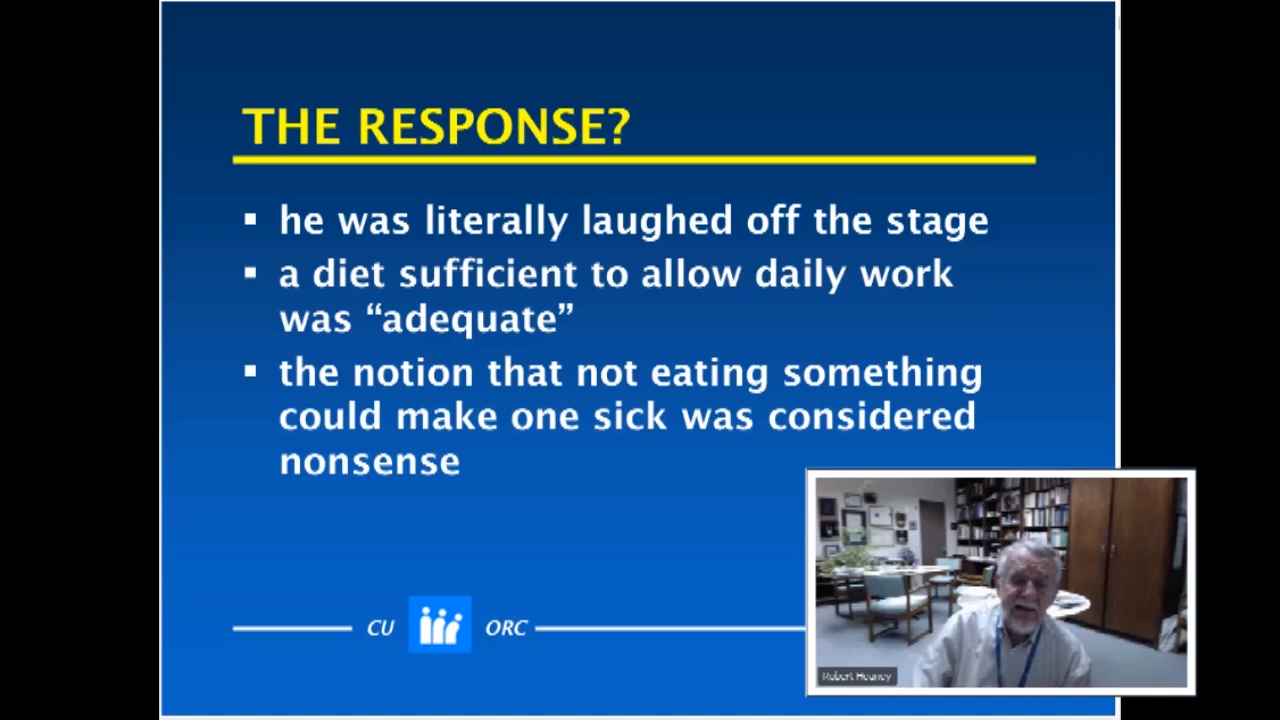 THE RESPONSE?
▪ he was literally laughed off the stage
▪ a diet sufficient to allow daily work
was “adequate”
▪ the notion that not eating something
could make one sick was considered
nonsense
CU ORC
Robert Heaney